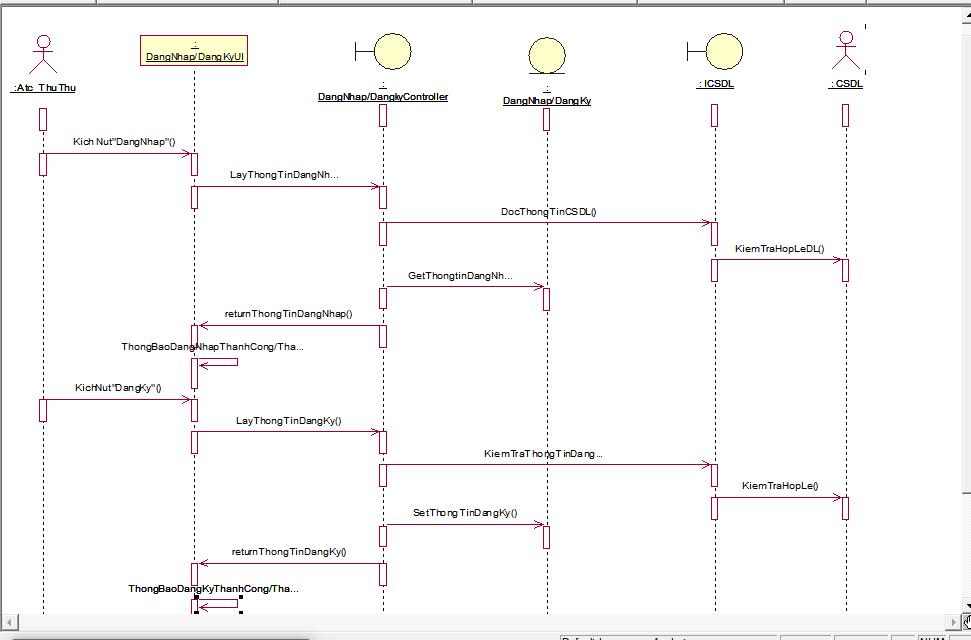 :
DangNhap/DangKyUI
:Atc_ThuThu
:
DangNhap/DangkyController
:
DangNhap/DangKy
: ICSDL
: CSDL
KichNut"DangNhap"()
LayThongTinDangNh...
DocThongTinCSDL()
KiemTraHopLeDL()
GetThongtinDangNh...
returnThongTinDangNhap()
ThongBaoDangNhapThanhCong/Tha...
KichNut"DangKy"()
LayThongTinDangKy()
KiemTraThongTinDang...
KiemTraHopLe()
SetThongTinDangKy()
returnThongTinDangKy()
ThongBaoDangKyThanhCong/Tha...